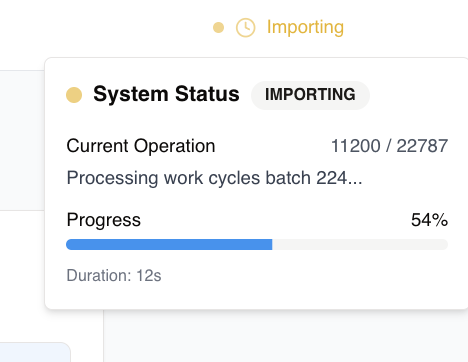 Importing
System Status IMPORTING
Current Operation 11200 / 22787
Processing work cycles batch 224...
Progress 54%
Duration: 12s